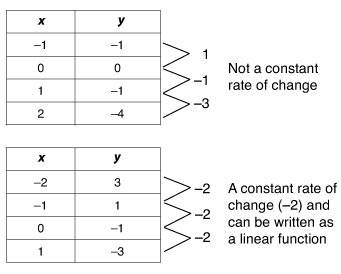 x y
–1 –1
0 0
1 –1
2 –4
1
–1
–3
Not a constant
rate of change
x y
–2 3
–1 1
0 –1
1 –3
–2
–2
–2
A constant rate of
change (–2) and
can be written as
a linear function